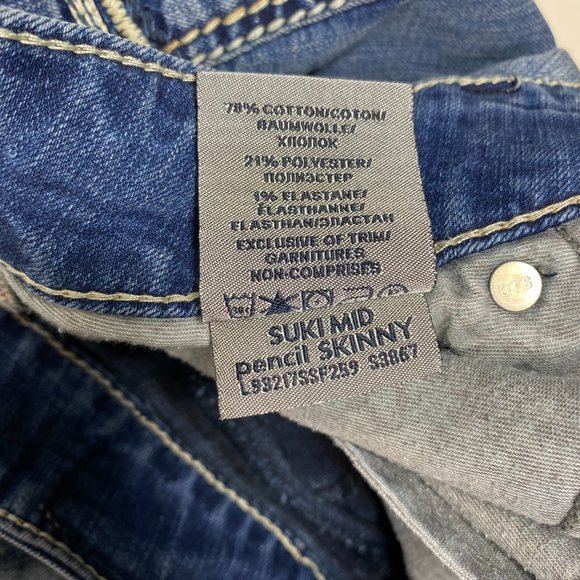 78% COTTON/COTON/
BAUMWOLLE/
ХЛОПОК
21% POLYESTER/
ПОЛИЭСТЕР
1% ELASTANE/
ÉLASTHANNE/
ELASTHAN/ЭЛАСТАН
EXCLUSIVE OF TRIM/
GARNITURES
NON-COMPRISES
SUKI MID
pencil SKINNY
L93217SSF259 S3867